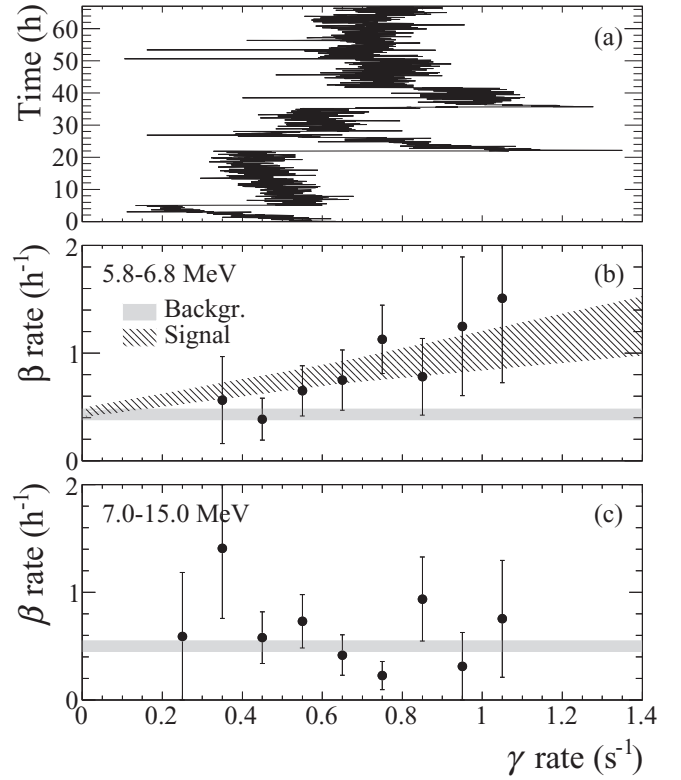 60
50
40
30
20
10
0
Time (h)
(a)
2
1
0
β rate (h⁻¹)
5.8-6.8 MeV
(b)
Backgr.
Signal
2
1
0
β rate (h⁻¹)
7.0-15.0 MeV
(c)
0 0.2 0.4 0.6 0.8 1 1.2 1.4
γ rate (s⁻¹)